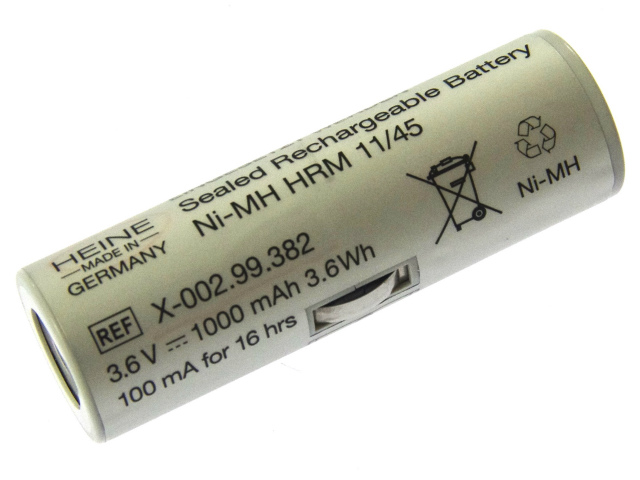 HEINE
MADE IN
GERMANY
Sealed Rechargeable Battery
Ni-MH HRM 11/45
REF X-002.99.382
3.6 V ⎓ 1000 mAh 3.6Wh
100 mA for 16 hrs
Ni-MH